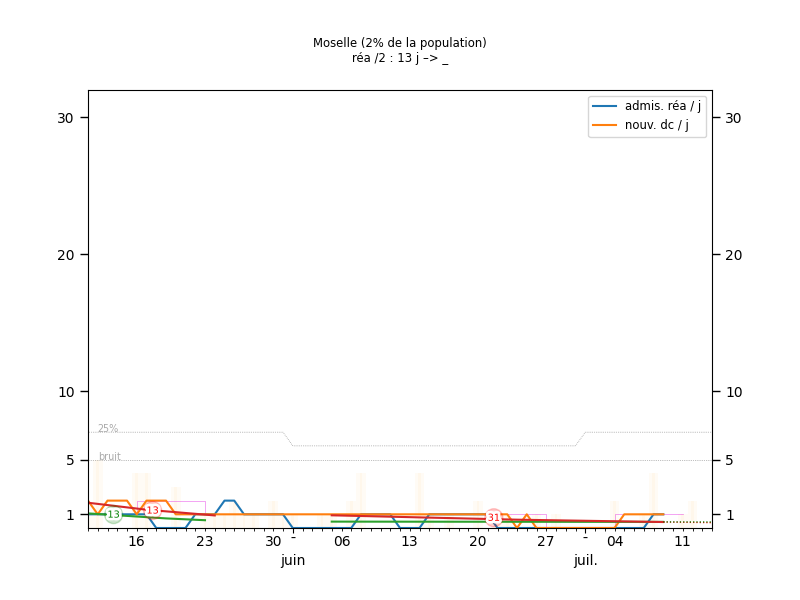 Moselle (2% de la population)
réa /2 : 13 j –> _
admis. réa / j
nouv. dc / j
30 30
20 20
10 10
25%
bruit
5 5
13 13 31
1 1
16 23 30 - 06 13 20 27 - 04 11
juin juil.